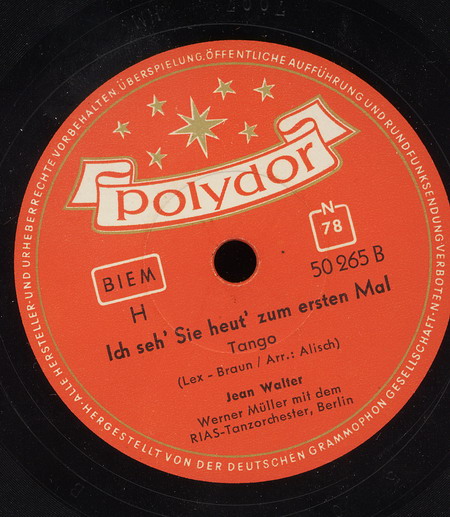 ALLE HERSTELLER- UND URHEBERRECHTE VORBEHALTEN. ÜBERSPIELUNG, ÖFFENTLICHE AUFFÜHRUNG UND RUNDFUNKSENDUNG VERBOTEN.
polydor
BIEM
H
N
78
50 265 B
Ich seh' Sie heut' zum ersten Mal
Tango
(Lex - Braun / Arr.: Alisch)
Jean Walter
Werner Müller mit dem
RIAS-Tanzorchester, Berlin
HERGESTELLT VON DER DEUTSCHEN GRAMMOPHON GESELLSCHAFT